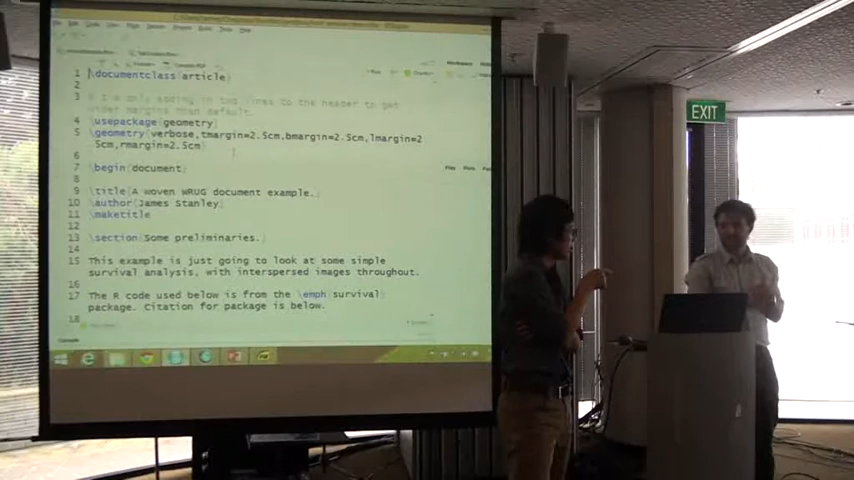 1 \documentclass{article}
2
3 % I'm only adding in two lines to the header to get
wider margins than default.
4 \usepackage{geometry}
5 \geometry{verbose,tmargin=2.5cm,bmargin=2.5cm,lmargin=2
5cm,rmargin=2.5cm}
6
7 \begin{document}
8
9 \title{A woven WRUG document example.}
10 \author{James Stanley}
11 \maketitle
12
13 \section{Some preliminaries.}
14
15 This example is just going to look at some simple
survival analysis, with interspersed images throughout.
16
17 The R code used below is from the \emph{survival}
package. Citation for package is below.
18
EXIT